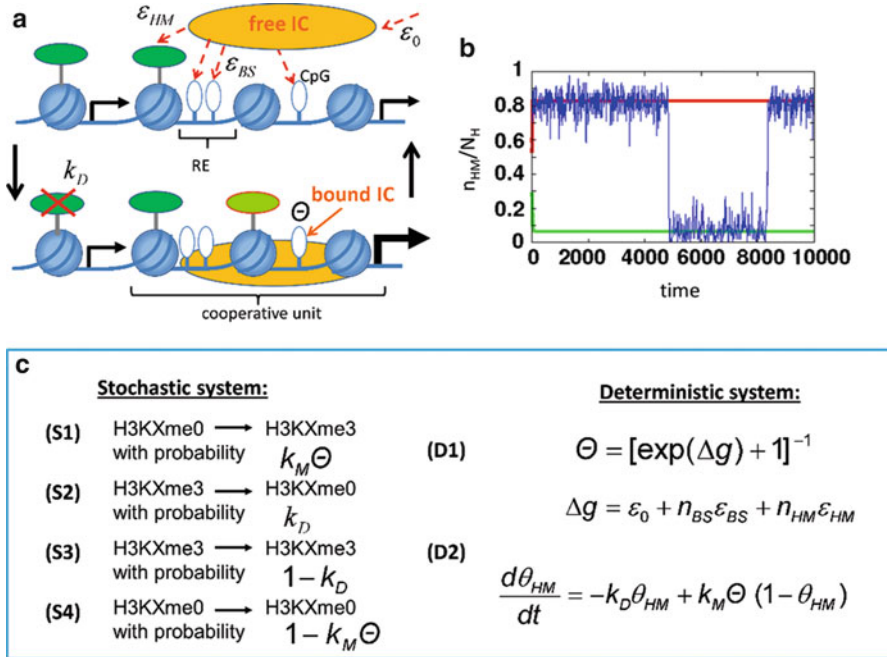 a
ε_HM
free IC
ε_0
ε_BS
CpG
RE
k_D
Θ
bound IC
cooperative unit
b
n_HM/N_H
1
0.8
0.6
0.4
0.2
0
0 2000 4000 6000 8000 10000
time
c
Stochastic system:
(S1) H3KXme0 → H3KXme3
with probability k_MΘ
(S2) H3KXme3 → H3KXme0
with probability k_D
(S3) H3KXme3 → H3KXme3
with probability 1 − k_D
(S4) H3KXme0 → H3KXme0
with probability 1 − k_MΘ
Deterministic system:
(D1) Θ = [exp(Δg) + 1]^−1
Δg = ε_0 + n_BS ε_BS + n_HM ε_HM
(D2)
dθ_HM/dt = −k_D θ_HM + k_M Θ (1 − θ_HM)